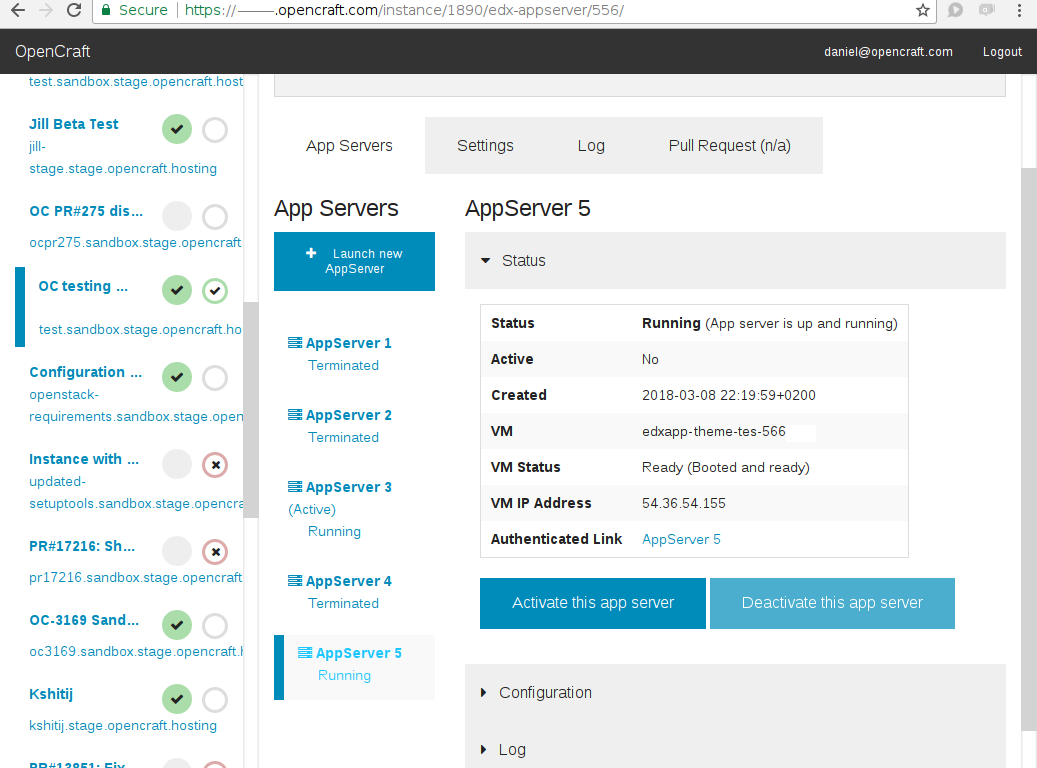 Secure https://——.opencraft.com/instance/1890/edx-appserver/556/
OpenCraft
daniel@opencraft.com
Logout
test.sandbox.stage.opencraft.host
Jill Beta Test
jill-
stage.stage.opencraft.hosting
OC PR#275 dis...
ocpr275.sandbox.stage.opencraft
OC testing ...
test.sandbox.stage.opencraft.ho
Configuration ...
openstack-
requirements.sandbox.stage.open
Instance with ...
updated-
setuptools.sandbox.stage.opencra
PR#17216: Sh...
pr17216.sandbox.stage.opencraft
OC-3169 Sand...
oc3169.sandbox.stage.opencraft.h
Kshitij
kshitij.stage.opencraft.hosting
PR#13851: Fix
App Servers
Settings
Log
Pull Request (n/a)
App Servers
Launch new
AppServer
AppServer 1
Terminated
AppServer 2
Terminated
AppServer 3
(Active)
Running
AppServer 4
Terminated
AppServer 5
Running
AppServer 5
Status
Status Running (App server is up and running)
Active No
Created 2018-03-08 22:19:59+0200
VM edxapp-theme-tes-566
VM Status Ready (Booted and ready)
VM IP Address 54.36.54.155
Authenticated Link AppServer 5
Activate this app server
Deactivate this app server
Configuration
Log